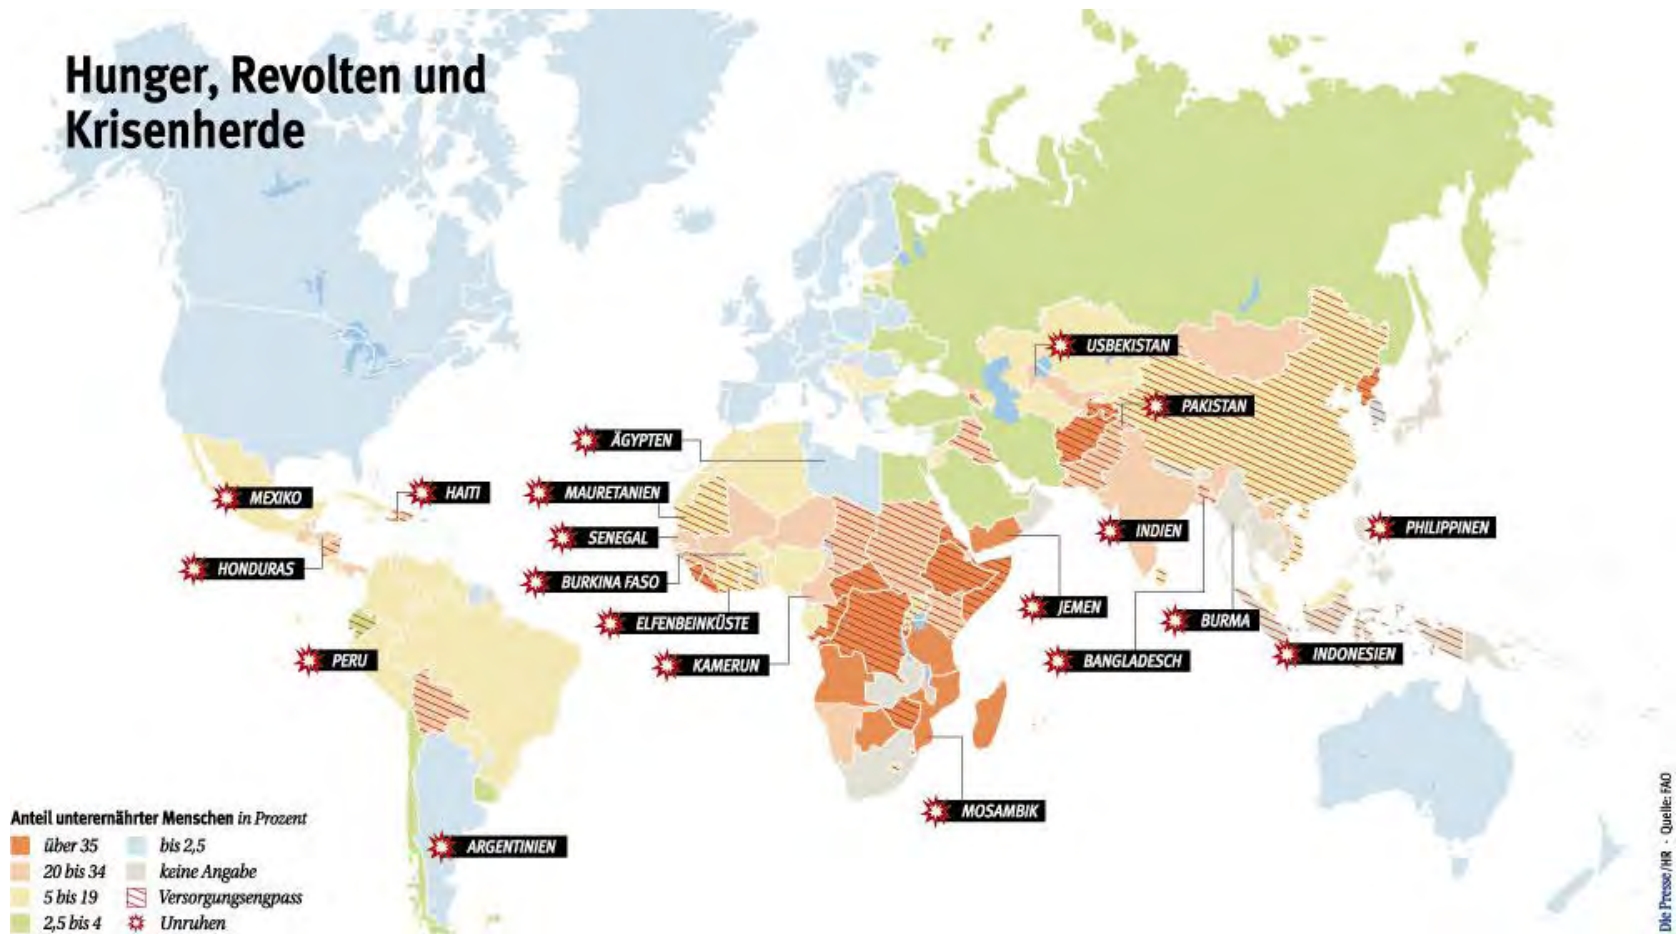 Hunger, Revolten und
Krisenherde
USBEKISTAN
PAKISTAN
ÄGYPTEN
MEXIKO
HAITI
MAURETANIEN
SENEGAL
INDIEN
PHILIPPINEN
HONDURAS
BURKINA FASO
ELFENBEINKÜSTE
JEMEN
BURMA
PERU
KAMERUN
BANGLADESCH
INDONESIEN
MOSAMBIK
ARGENTINIEN
Anteil unterernährter Menschen in Prozent
über 35
20 bis 34
5 bis 19
2,5 bis 4
bis 2,5
keine Angabe
Versorgungsengpass
Unruhen
Die Presse/HR · Quelle: FAO